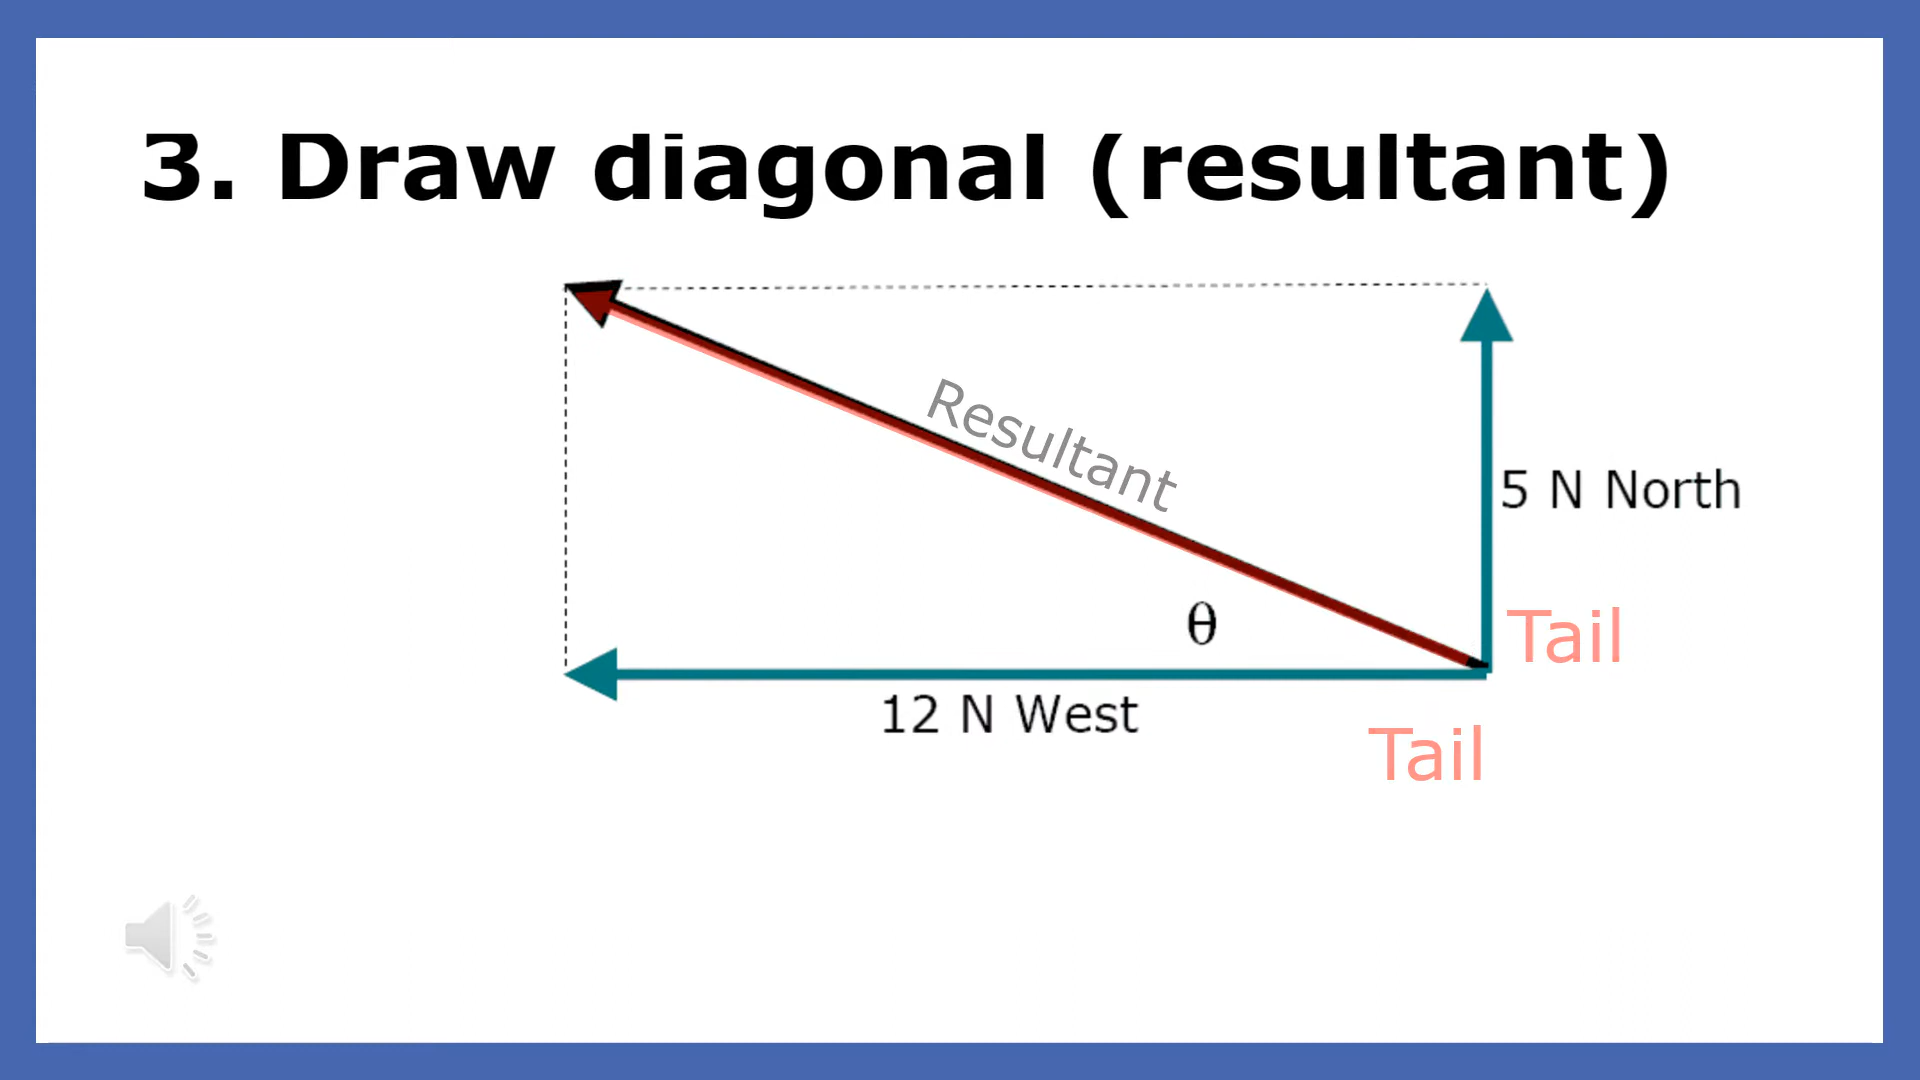 3. Draw diagonal (resultant)
Resultant
5 N North
θ
Tail
12 N West
Tail